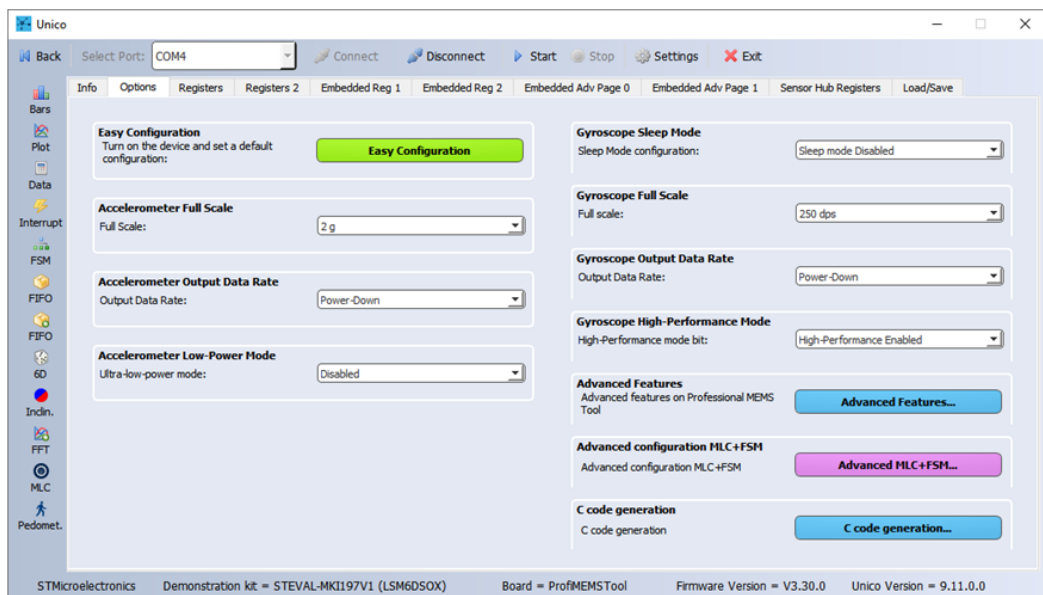 Unico
Back
Select Port:
COM4
Connect
Disconnect
Start
Stop
Settings
Exit
Info
Options
Registers
Registers 2
Embedded Reg 1
Embedded Reg 2
Embedded Adv Page 0
Embedded Adv Page 1
Sensor Hub Registers
Load/Save
Bars
Plot
Data
Interrupt
FSM
FIFO
FIFO
6D
Inclin.
FFT
MLC
Pedomet.
Easy Configuration
Turn on the device and set a default
configuration:
Easy Configuration
Accelerometer Full Scale
Full Scale:
2 g
Accelerometer Output Data Rate
Output Data Rate:
Power-Down
Accelerometer Low-Power Mode
Ultra-low-power mode:
Disabled
Gyroscope Sleep Mode
Sleep Mode configuration:
Sleep mode Disabled
Gyroscope Full Scale
Full scale:
250 dps
Gyroscope Output Data Rate
Output Data Rate:
Power-Down
Gyroscope High-Performance Mode
High-Performance mode bit:
High-Performance Enabled
Advanced Features
Advanced features on Professional MEMS
Tool
Advanced Features...
Advanced configuration MLC+FSM
Advanced configuration MLC+FSM
Advanced MLC+FSM...
C code generation
C code generation
C code generation...
STMicroelectronics
Demonstration kit = STEVAL-MKI197V1 (LSM6DSOX)
Board = ProfiMEMSTool
Firmware Version = V3.30.0
Unico Version = 9.11.0.0